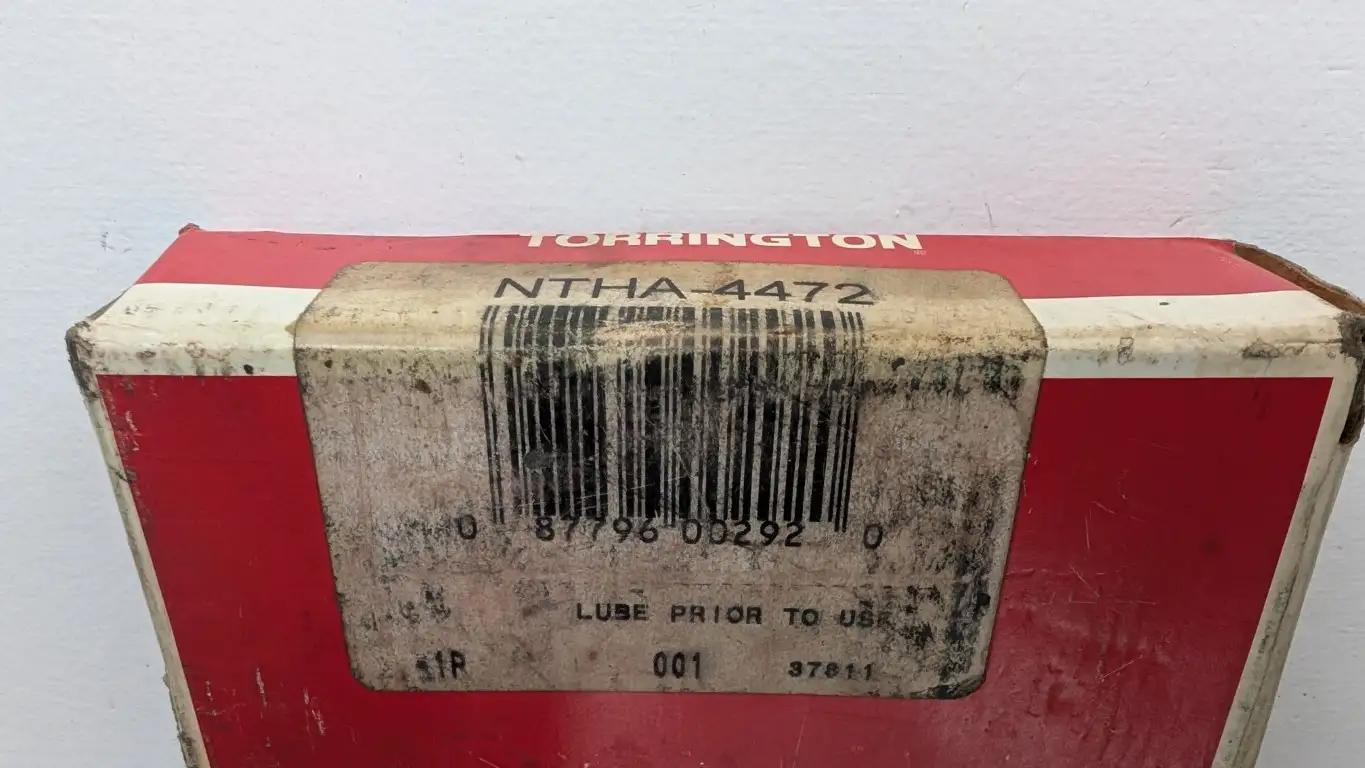 TORRINGTON
NTHA-4472
0 87796 00292 0
LUBE PRIOR TO USE
001 37811